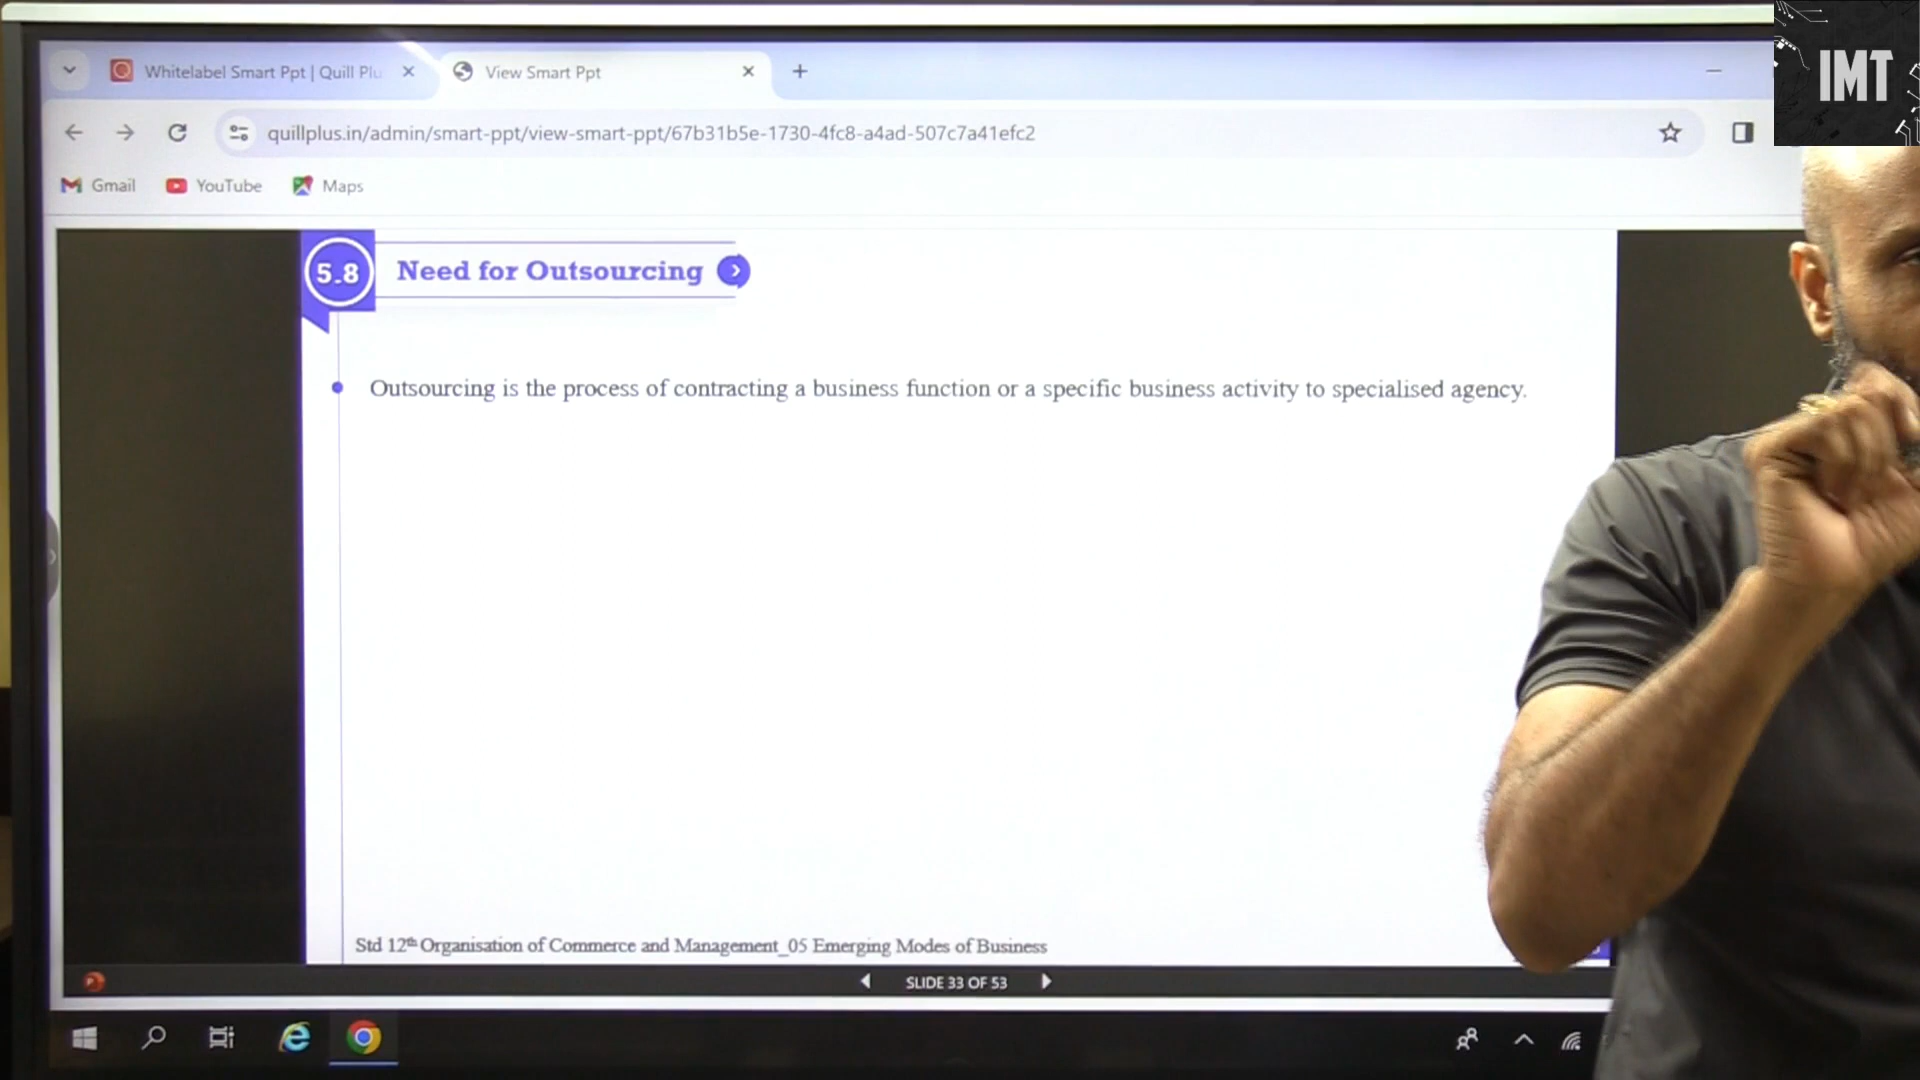 IMT
Whitelabel Smart Ppt | Quill Plu
View Smart Ppt
quillplus.in/admin/smart-ppt/view-smart-ppt/67b31b5e-1730-4fc8-a4ad-507c7a41efc2
Gmail YouTube Maps
5.8 Need for Outsourcing
Outsourcing is the process of contracting a business function or a specific business activity to specialised agency.
Std 12th Organisation of Commerce and Management_05 Emerging Modes of Business
SLIDE 33 OF 53